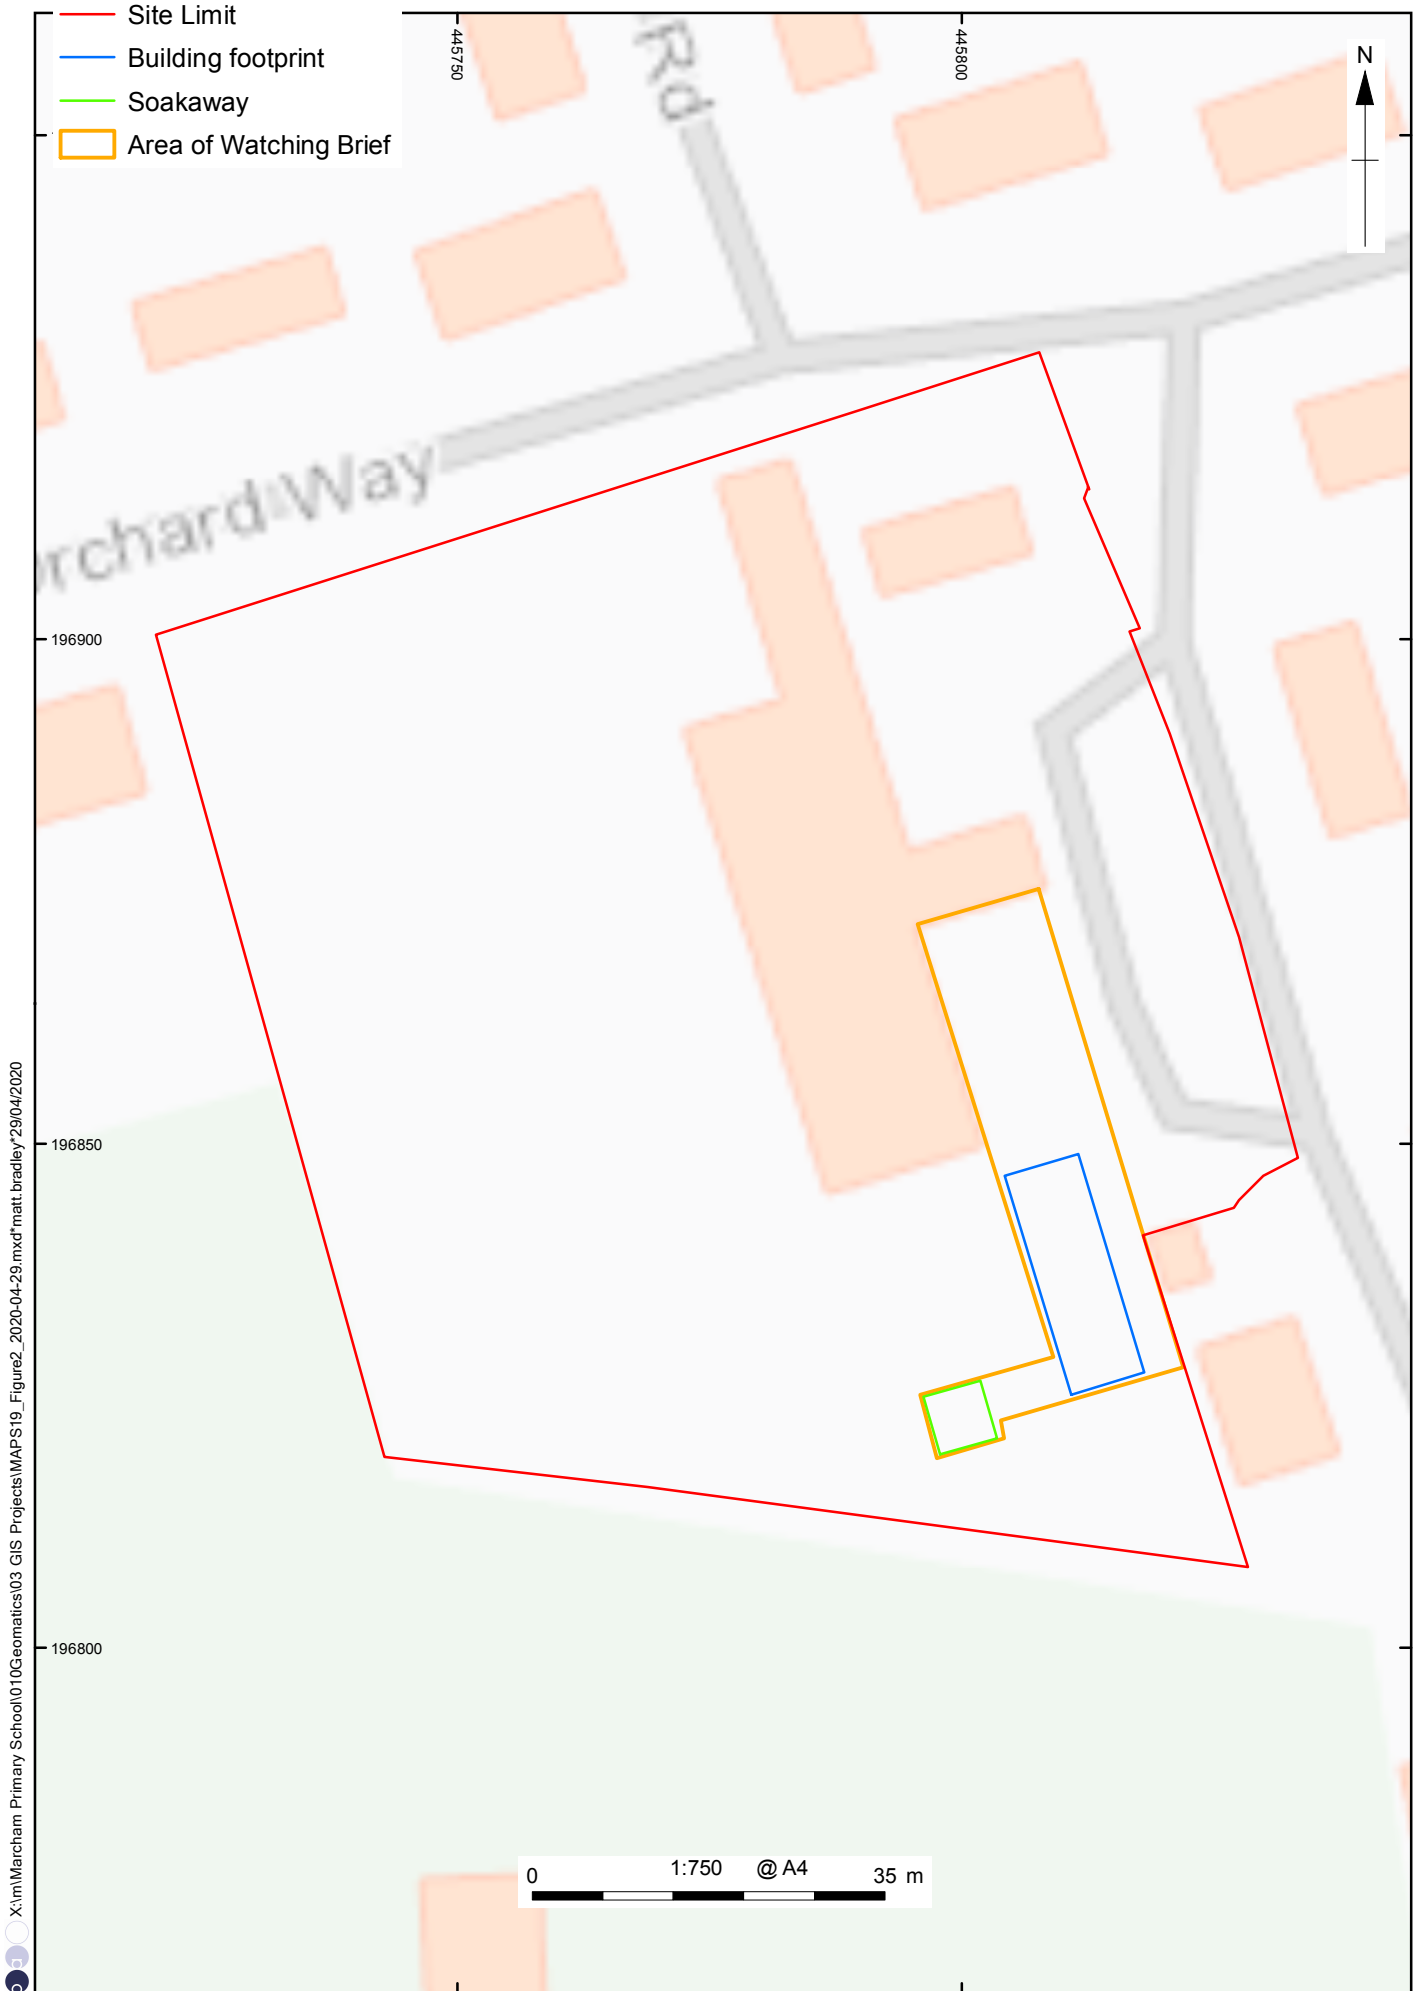 Site Limit
Building footprint
Soakaway
Area of Watching Brief
445750
445800
N
Rd
rchard Way
196900
196850
196800
0 1:750 @ A4 35 m
X:\m\Marcham Primary School\010Geomatics\03 GIS Projects\MAPS19_Figure2_2020-04-29.mxd*matt.bradley*29/04/2020